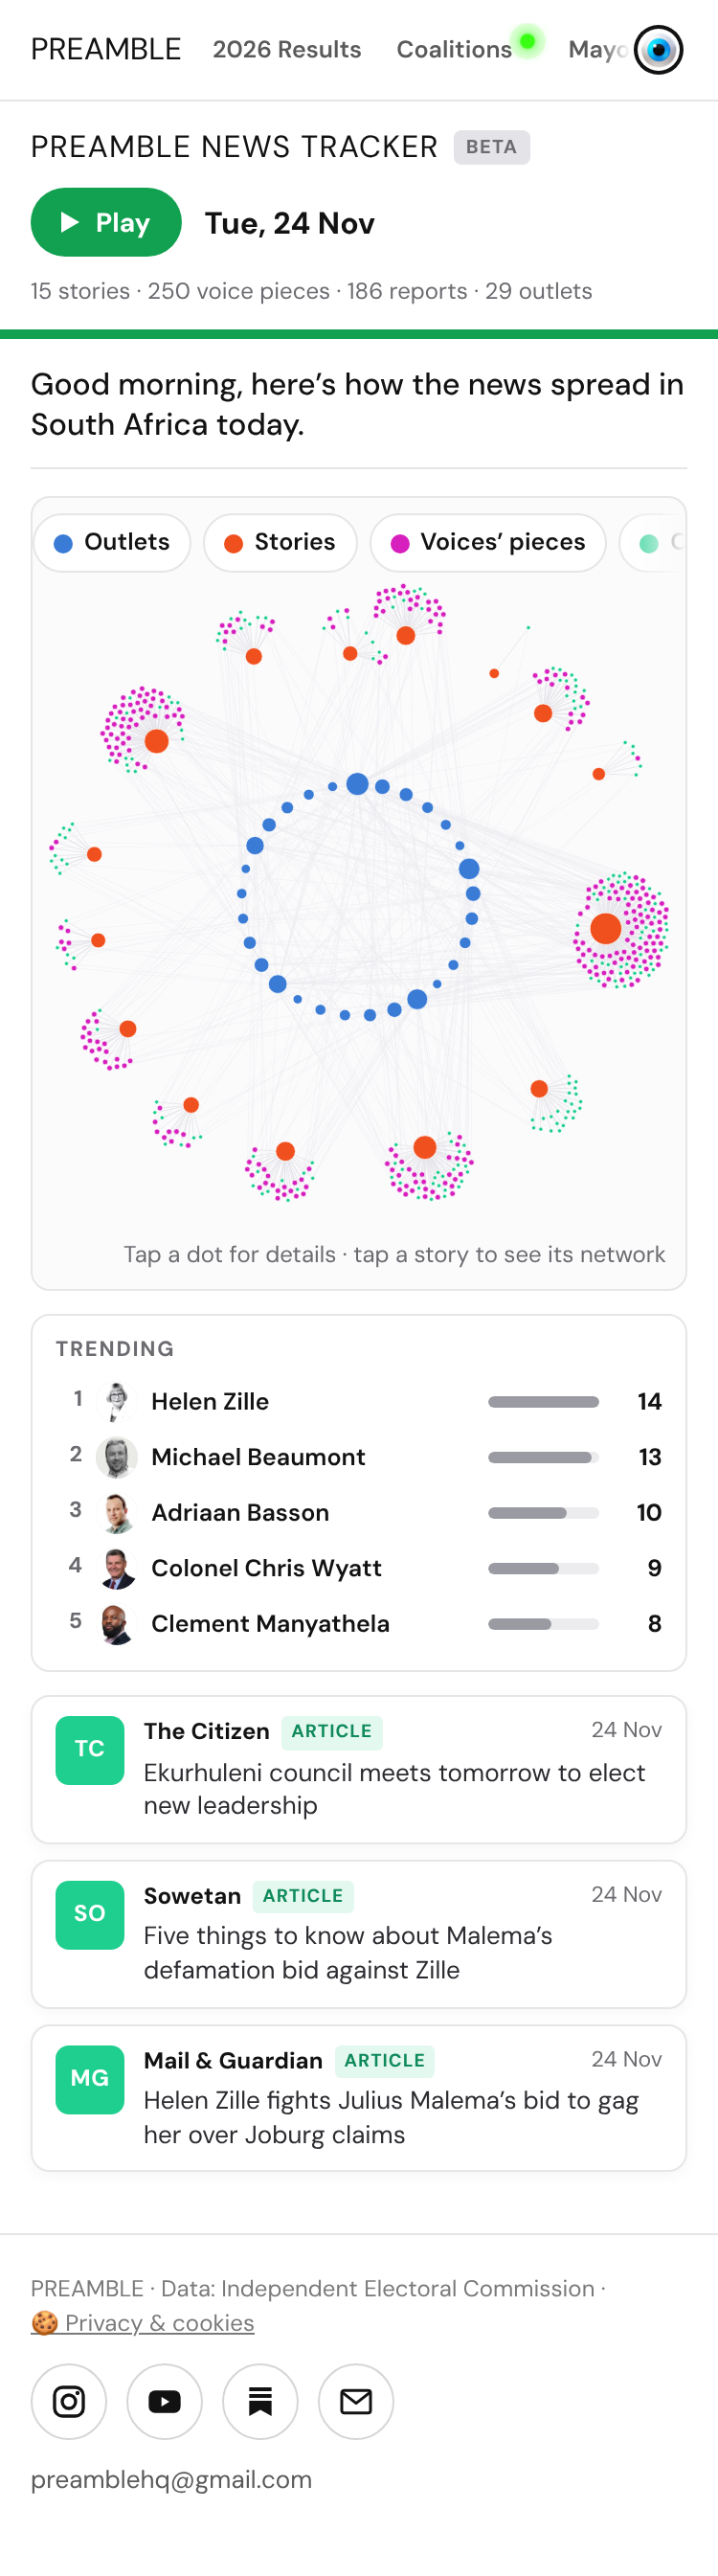 PREAMBLE 2026 Results Coalitions Mayo
PREAMBLE NEWS TRACKER BETA
Play Tue, 24 Nov
15 stories · 250 voice pieces · 186 reports · 29 outlets
Good morning, here’s how the news spread in
South Africa today.
Outlets Stories Voices’ pieces
Tap a dot for details · tap a story to see its network
TRENDING
1 Helen Zille 14
2 Michael Beaumont 13
3 Adriaan Basson 10
4 Colonel Chris Wyatt 9
5 Clement Manyathela 8
TC The Citizen ARTICLE 24 Nov
Ekurhuleni council meets tomorrow to elect
new leadership
SO Sowetan ARTICLE 24 Nov
Five things to know about Malema’s
defamation bid against Zille
MG Mail & Guardian ARTICLE 24 Nov
Helen Zille fights Julius Malema’s bid to gag
her over Joburg claims
PREAMBLE · Data: Independent Electoral Commission ·
🍪 Privacy & cookies
preamblehq@gmail.com